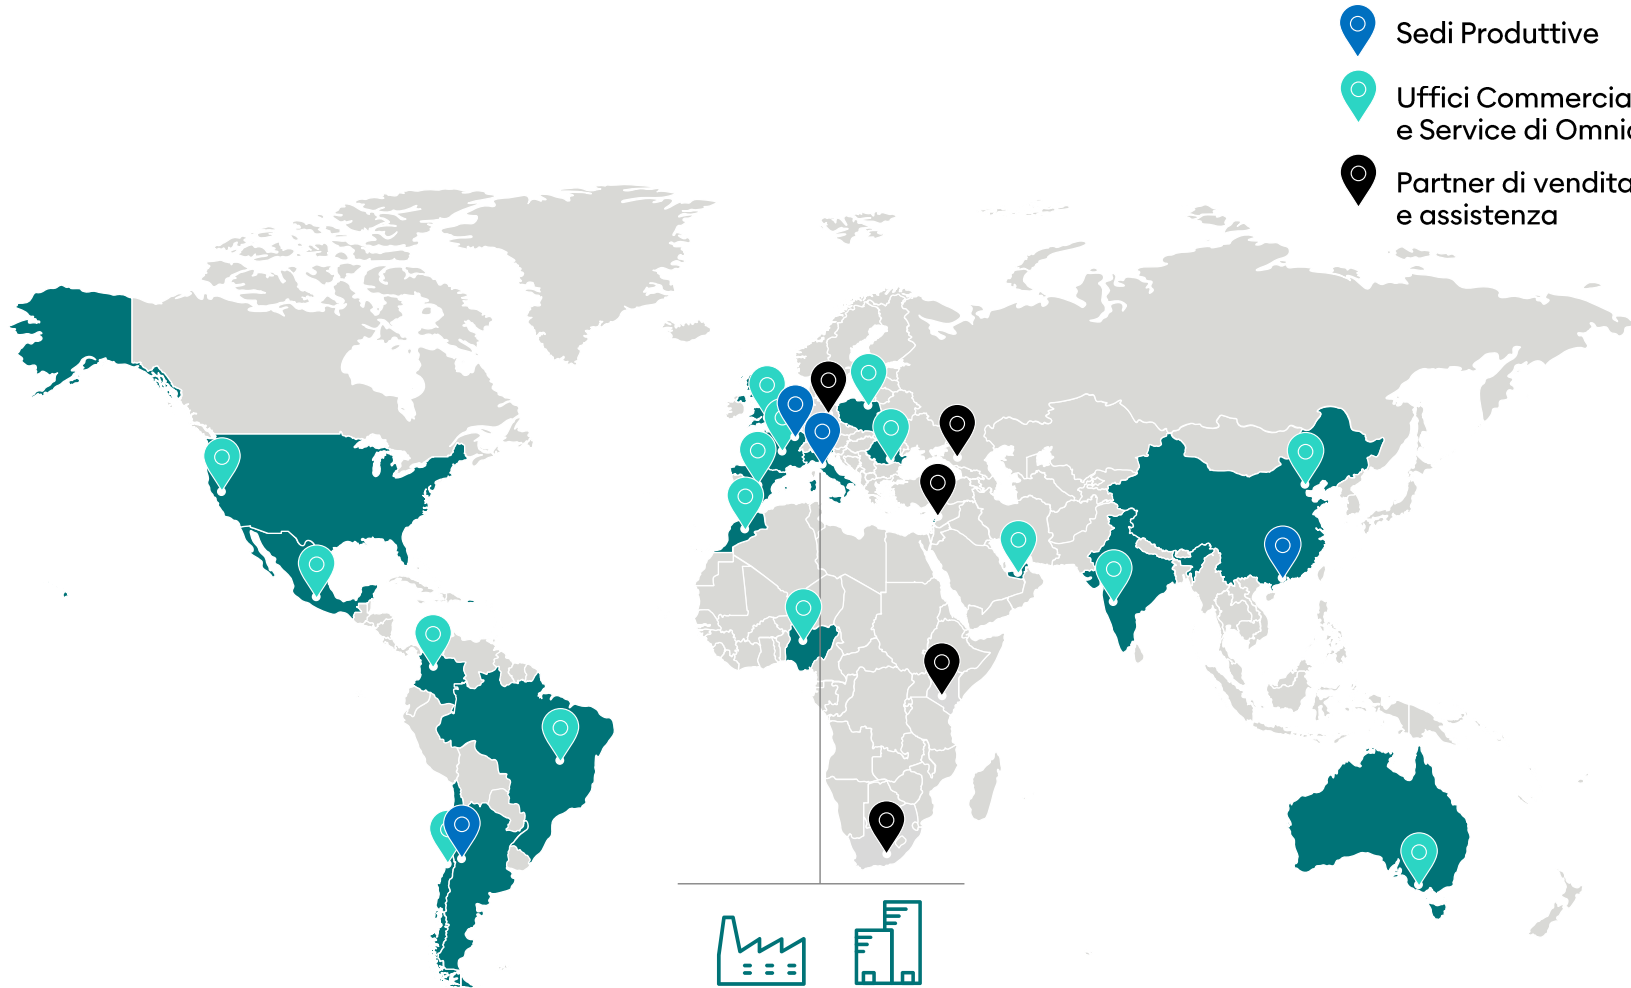 Sedi Produttive
Uffici Commercia
e Service di Omni
Partner di vendita
e assistenza